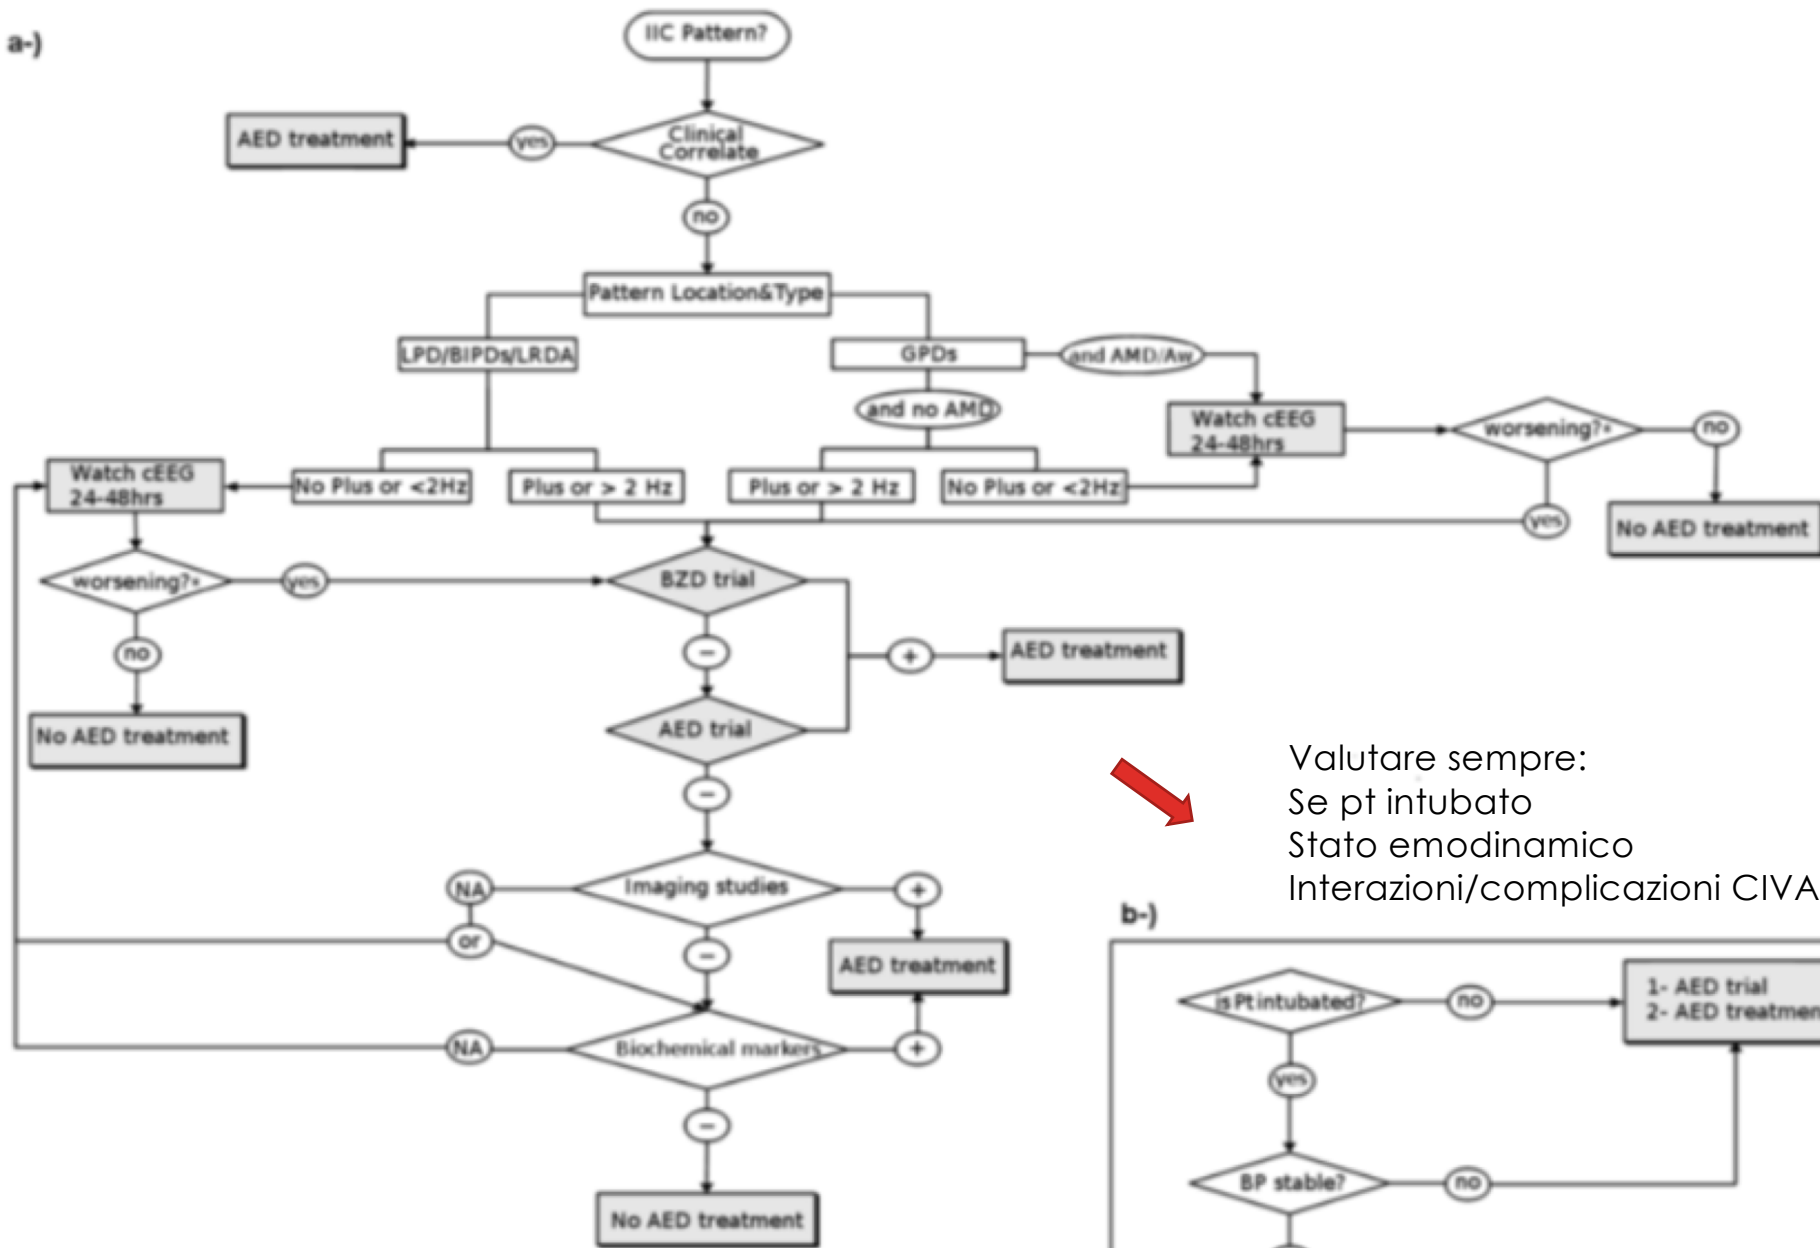 a-)
IIC Pattern?
AED treatment
yes
Clinical
Correlate
no
Pattern Location&Type
LPD/BIPDs/LRDA
GPDs
and AMD/Aw
and no AMD
Watch cEEG
24-48hrs
worsening?*
no
Watch cEEG
24-48hrs
No Plus or <2Hz
Plus or > 2 Hz
Plus or > 2 Hz
No Plus or <2Hz
yes
No AED treatment
worsening?*
yes
BZD trial
no
−
+
AED treatment
No AED treatment
AED trial
−
Valutare sempre:
Se pt intubato
Stato emodinamico
Interazioni/complicazioni CIVA
NA
Imaging studies
+
or
−
AED treatment
b-)
is Pt intubated?
no
1- AED trial
2- AED treatmen
NA
Biochemical markers
+
yes
−
BP stable?
no
No AED treatment